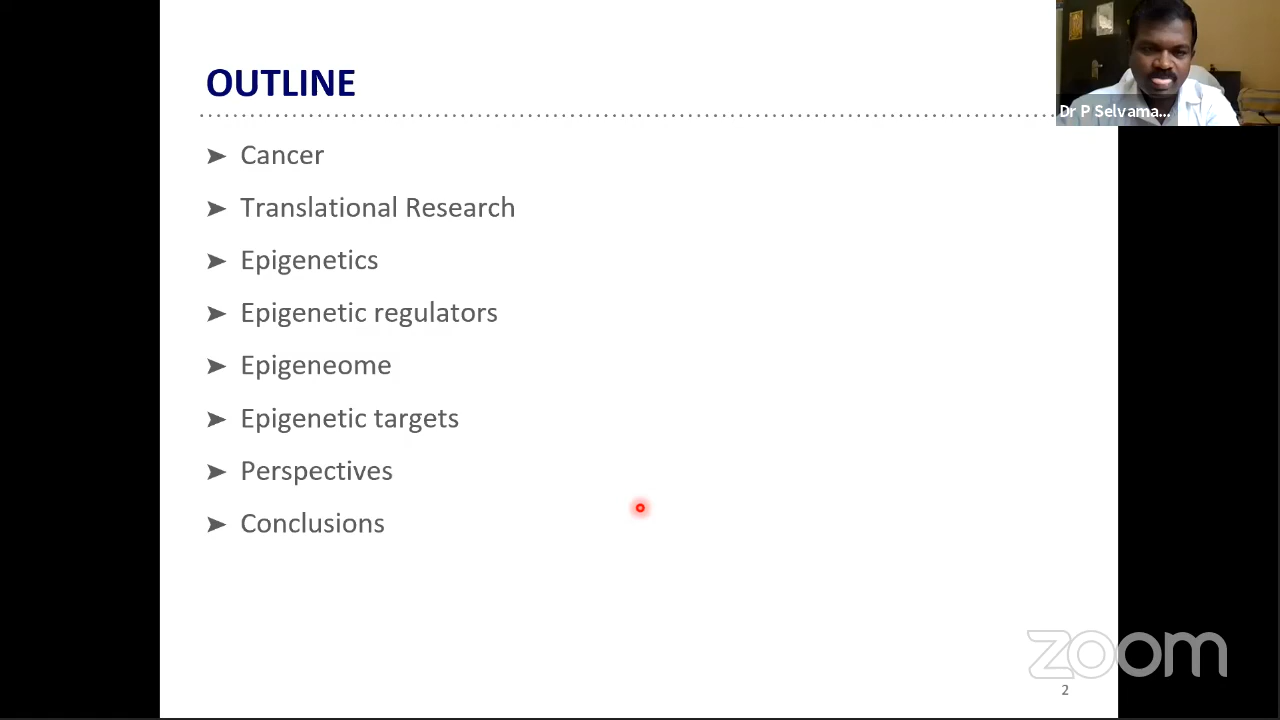 OUTLINE
Dr P Selvama...
➤ Cancer
➤ Translational Research
➤ Epigenetics
➤ Epigenetic regulators
➤ Epigeneome
➤ Epigenetic targets
➤ Perspectives
➤ Conclusions
zoom
2